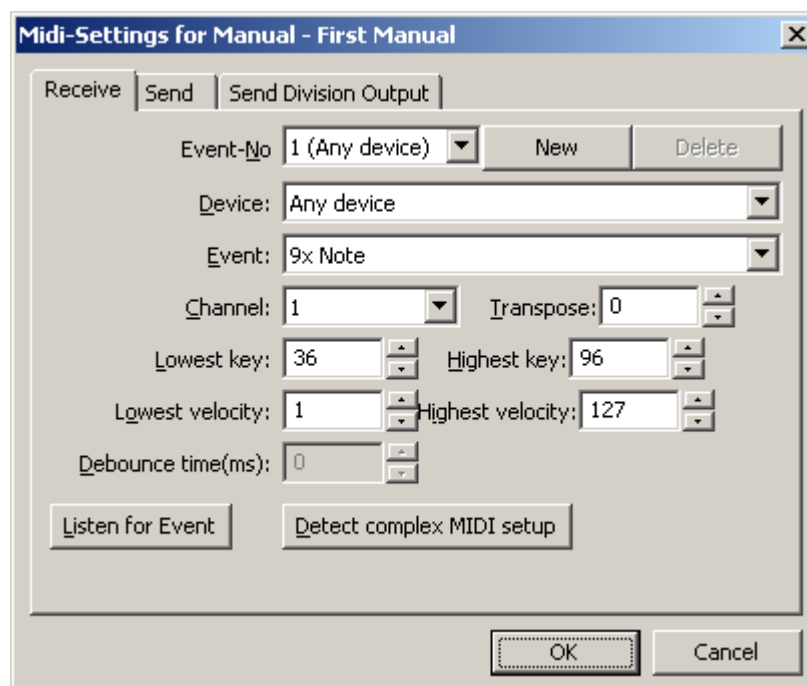 Midi-Settings for Manual - First Manual
Receive Send Send Division Output
Event-No 1 (Any device) New Delete
Device: Any device
Event: 9x Note
Channel: 1 Transpose: 0
Lowest key: 36 Highest key: 96
Lowest velocity: 1 Highest velocity: 127
Debounce time(ms): 0
Listen for Event Detect complex MIDI setup
OK Cancel